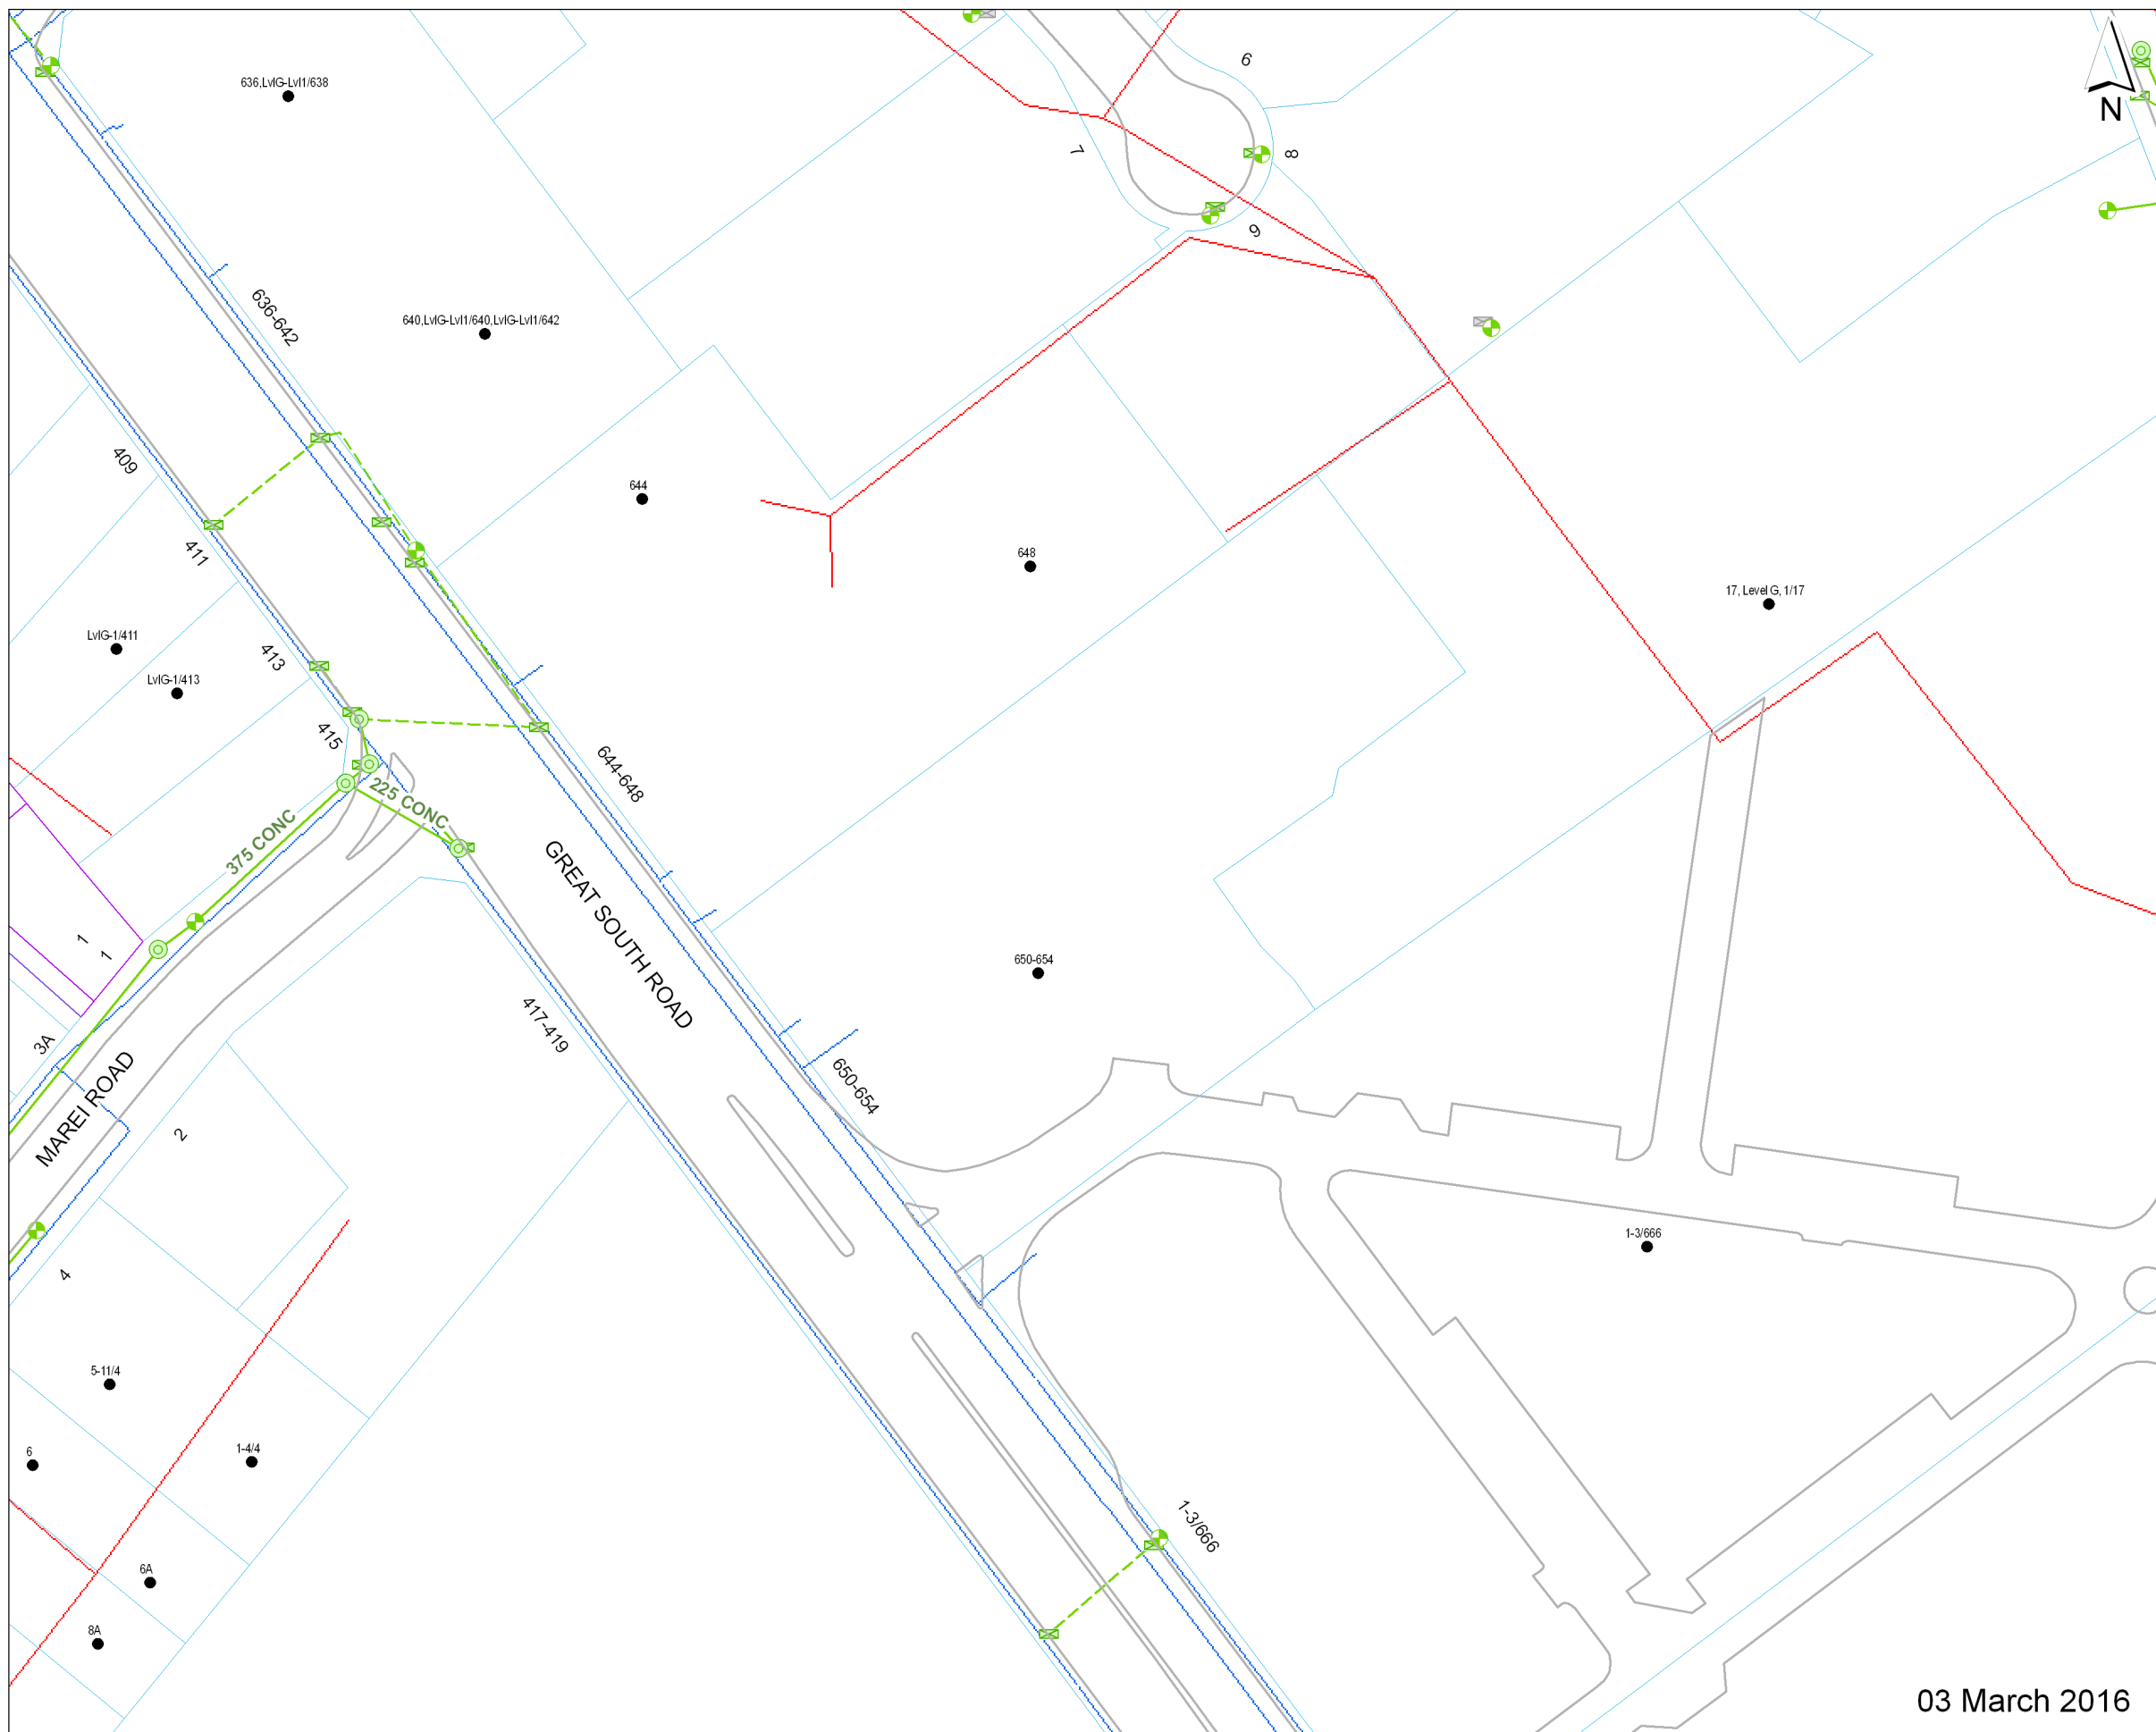 6
636,LvlG-Lvl1/638
N
7
8
9
636-642
640,LvlG-Lvl1/640,LvlG-Lvl1/642
409
644
411
648
17, Level G, 1/17
LvlG-1/411
413
LvlG-1/413
415
644-648
225 CONC
375 CONC
GREAT SOUTH ROAD
1
1
650-654
417-419
3A
650-654
MAREI ROAD
2
1-3/666
4
5-11/4
6
1-4/4
1-3/666
6A
8A
03 March 2016